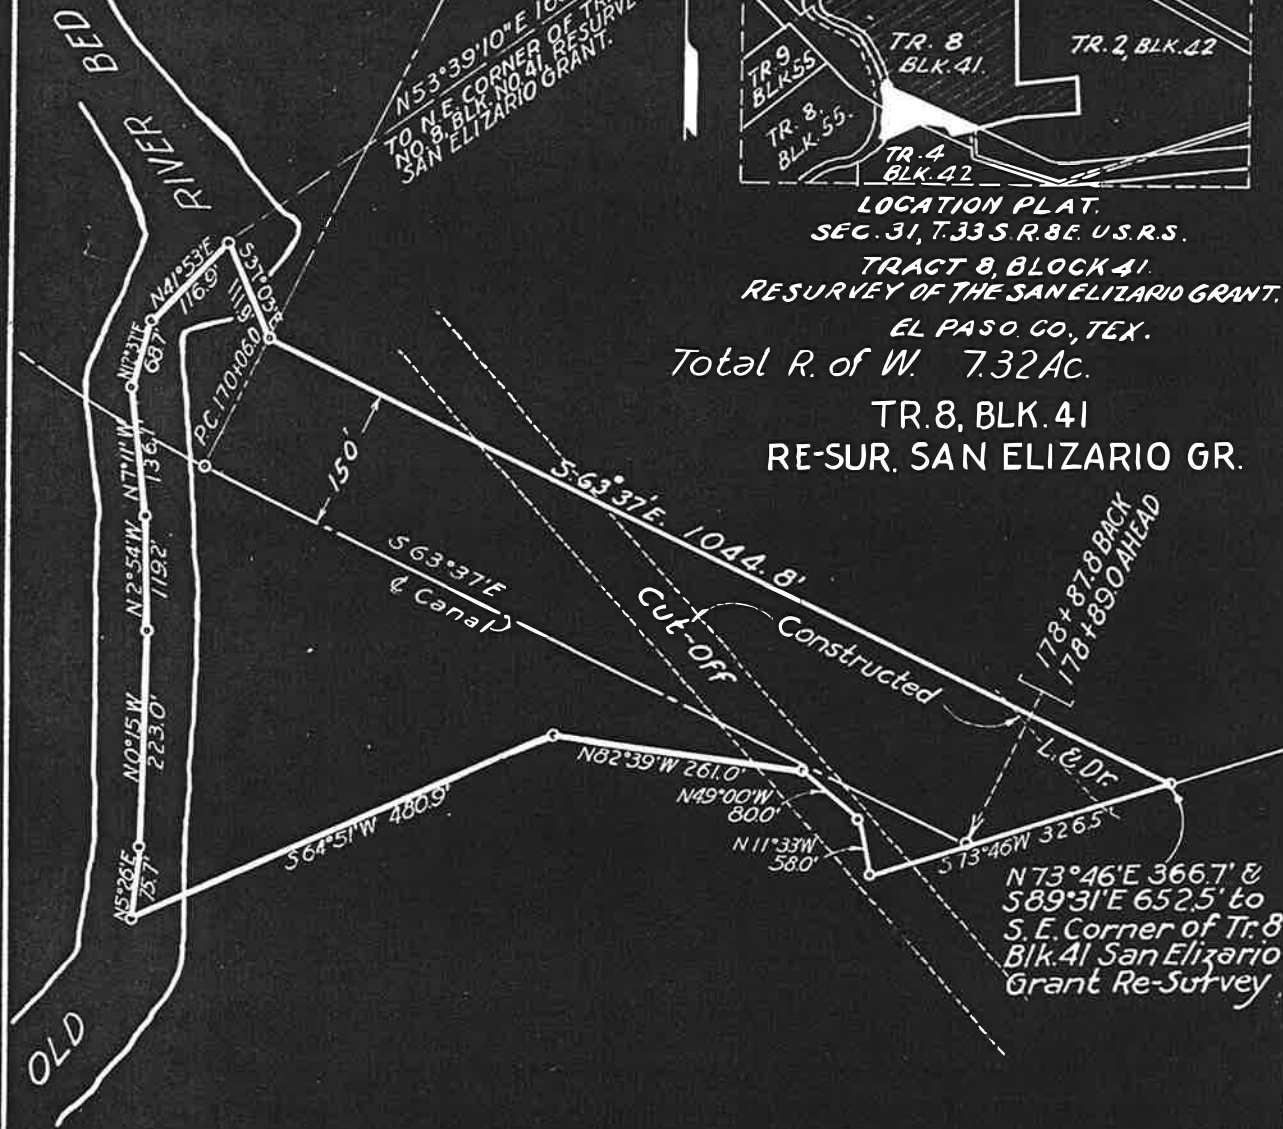 BED
RIVER
N53°39'10"E
TO N.E. CORNER OF
NO. 8, BLK. NO. 41, RESURVE
SAN ELIZARIO GRANT.
TR. 9
BLK 55
TR. 8
BLK. 41.
TR. 2, BLK. 42
TR. 8,
BLK. 55.
TR. 4
BLK. 42
LOCATION PLAT.
SEC. 31, T. 33 S. R. 8 E. U.S.R.S.
TRACT 8, BLOCK 41.
RESURVEY OF THE SAN ELIZARIO GRANT.
EL PASO CO., TEX.
Total R. of W. 7.32 Ac.
TR. 8, BLK. 41
RE-SUR. SAN ELIZARIO GR.
N41°53'E
116.9'
S37°03'E
111.9'
N17°37'E
68.7'
P.C. 170+06.0
N7°11'W
136.1'
150'
S 63°37'E. 1044.8'
S 63°37'E
℄ Canal
N2°54'W
119.2'
Cut-Off
Constructed
178+87.8 BACK
178+89.0 AHEAD
L. & Dr.
N0°15'W
223.0'
N82°39'W 261.0'
N49°00'W
80.0'
N11°33'W
58.0'
S64°51'W 480.9'
S73°46'W 326.5'
N5°26'E
75.7'
N73°46'E 366.7' &
S89°31'E 652.5' to
S.E. Corner of Tr. 8
Blk. 41 San Elizario
Grant Re-Survey
OLD